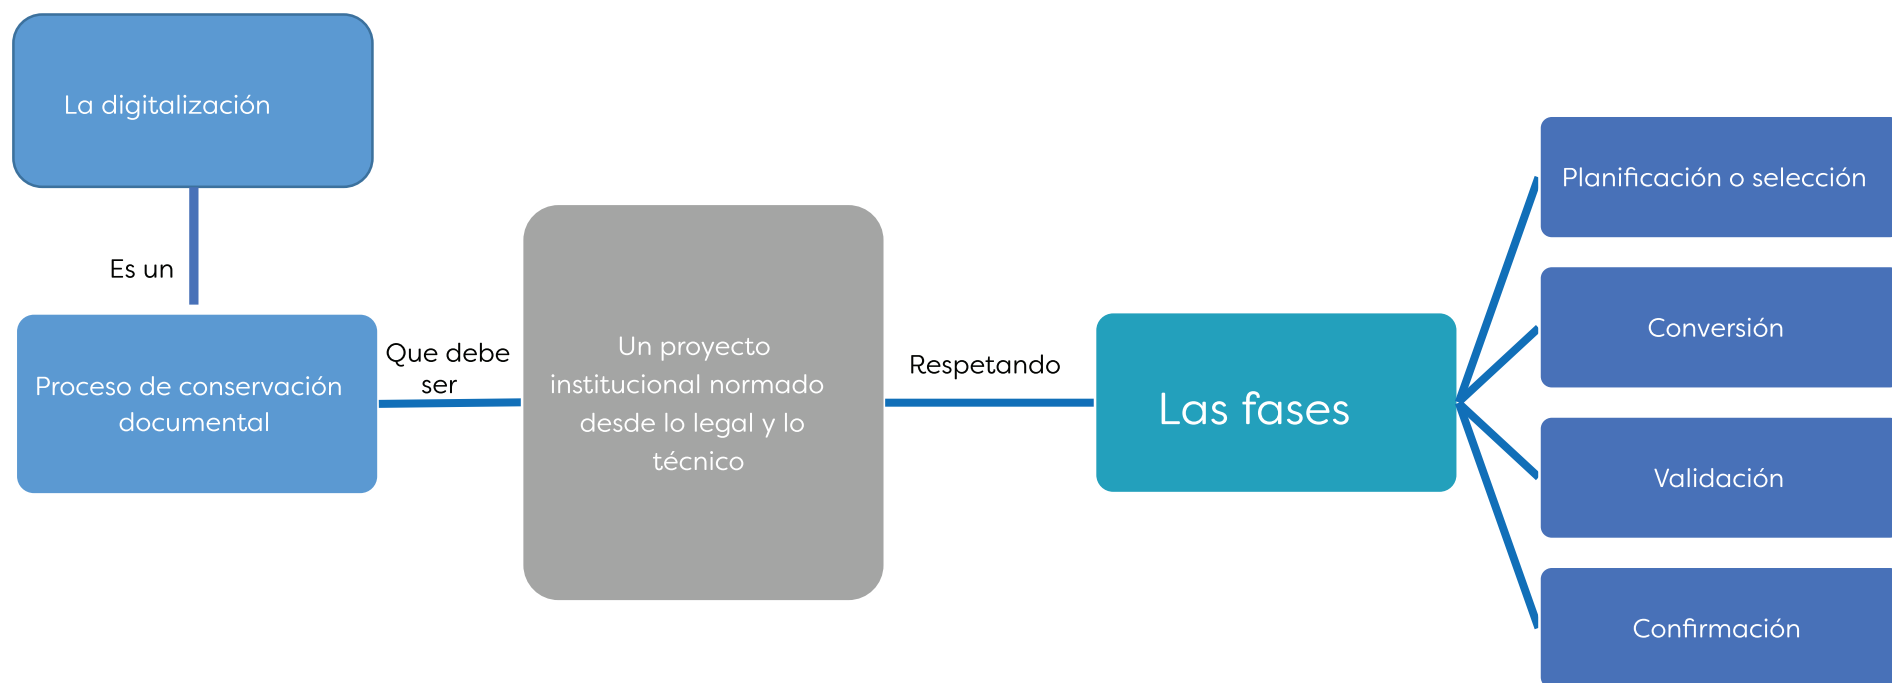 La digitalización
Es un
Proceso de conservación
documental
Que debe
ser
Un proyecto
institucional normado
desde lo legal y lo
técnico
Respetando
Las fases
Planificación o selección
Conversión
Validación
Confirmación